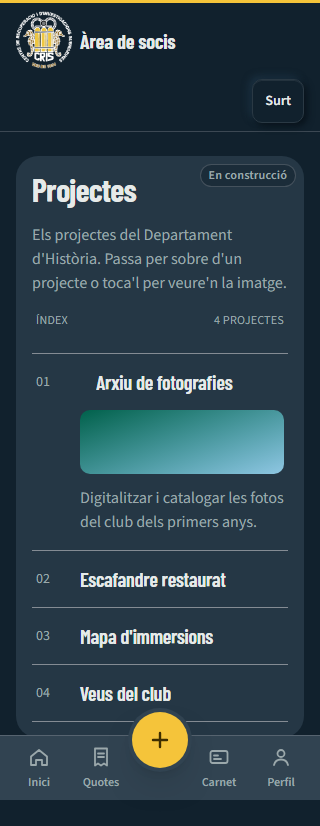 CRIS
Àrea de socis
Surt
En construcció
Projectes
Els projectes del Departament
d'Història. Passa per sobre d'un
projecte o toca'l per veure'n la imatge.
ÍNDEX
4 PROJECTES
01
Arxiu de fotografies
Digitalitzar i catalogar les fotos
del club dels primers anys.
02
Escafandre restaurat
03
Mapa d'immersions
04
Veus del club
Inici
Quotes
Carnet
Perfil